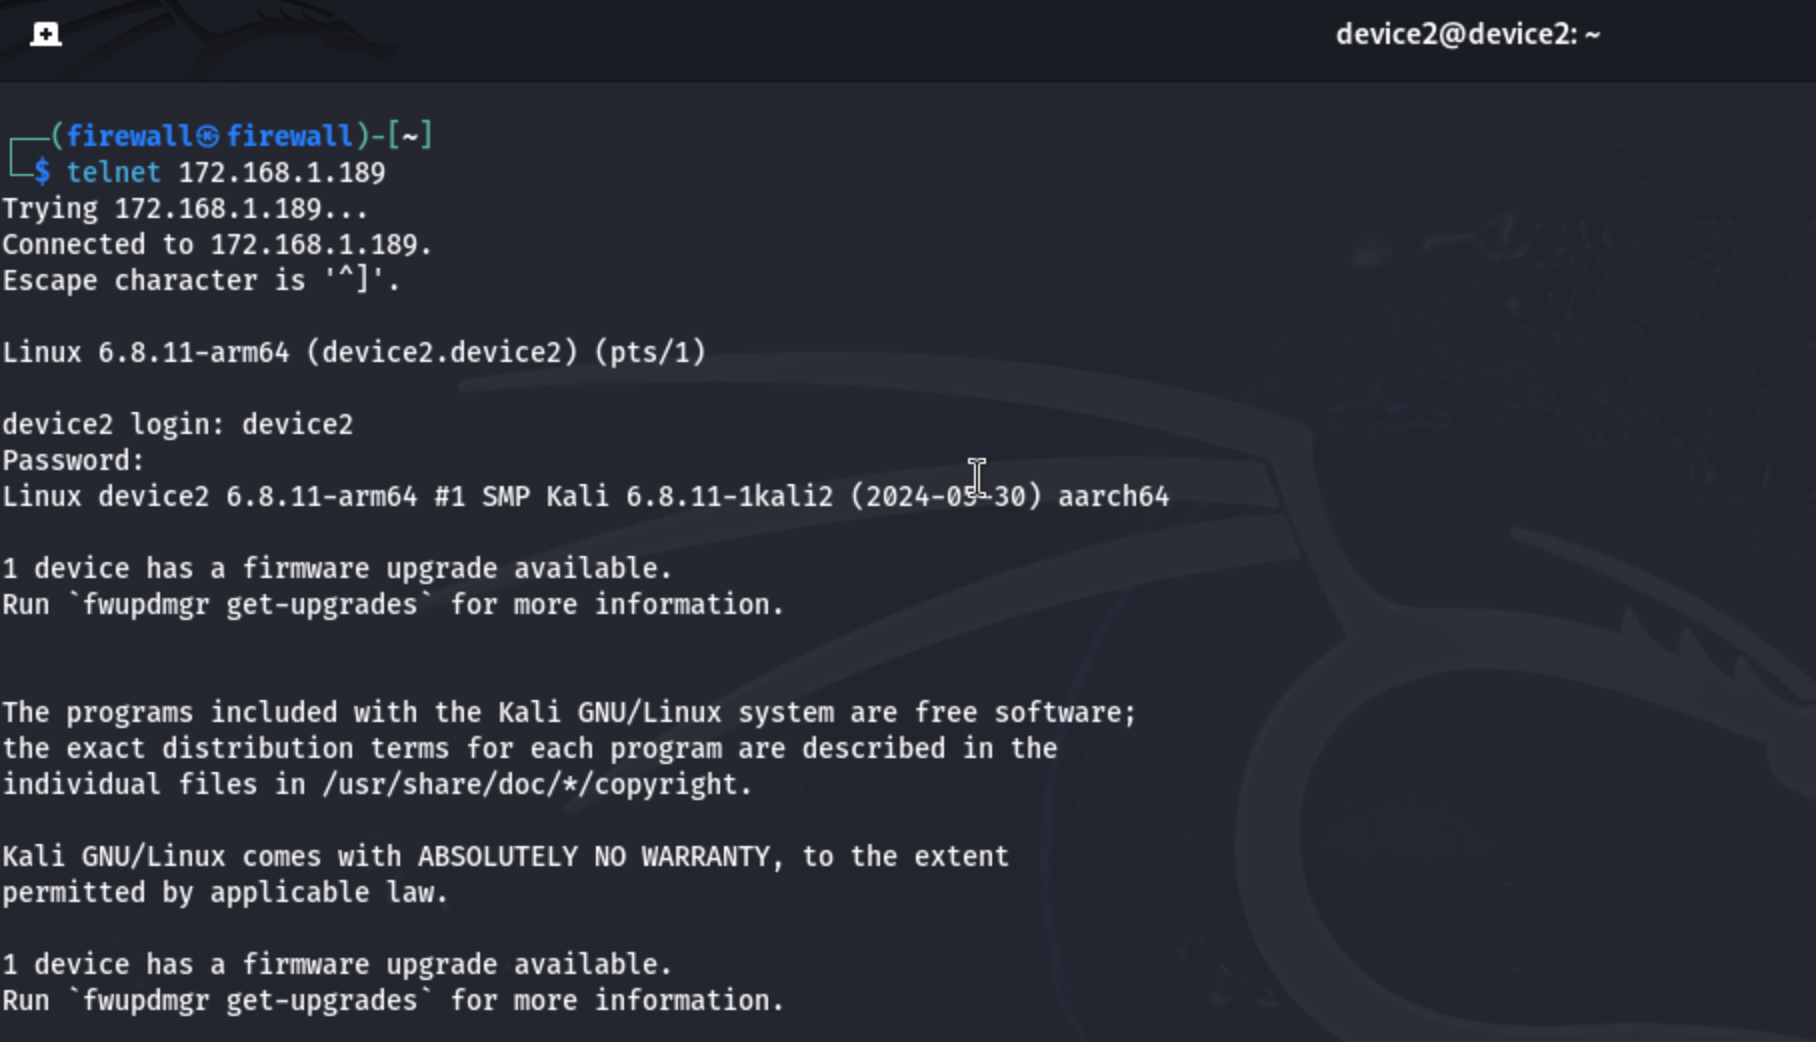 device2@device2: ~
┌──(firewall㉿firewall)-[~]
└─$ telnet 172.168.1.189
Trying 172.168.1.189...
Connected to 172.168.1.189.
Escape character is '^]'.
Linux 6.8.11-arm64 (device2.device2) (pts/1)
device2 login: device2
Password:
Linux device2 6.8.11-arm64 #1 SMP Kali 6.8.11-1kali2 (2024-05-30) aarch64
1 device has a firmware upgrade available.
Run `fwupdmgr get-upgrades` for more information.
The programs included with the Kali GNU/Linux system are free software;
the exact distribution terms for each program are described in the
individual files in /usr/share/doc/*/copyright.
Kali GNU/Linux comes with ABSOLUTELY NO WARRANTY, to the extent
permitted by applicable law.
1 device has a firmware upgrade available.
Run `fwupdmgr get-upgrades` for more information.